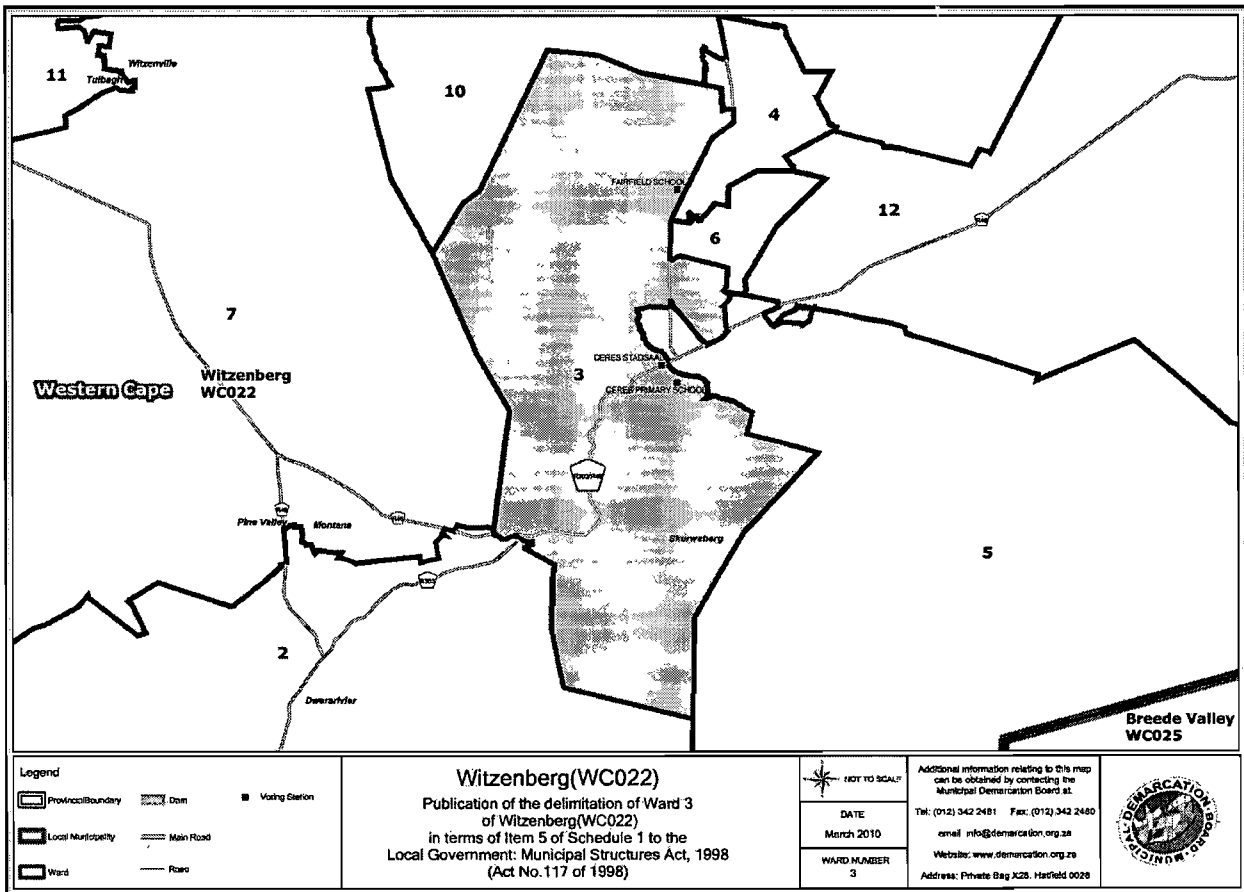 11
Witzenville
Tulbagh
10
4
FAIRFIELD SCHOOL
12
6
7
CERES STADSAAL
3
CERES PRIMARY SCHOOL
Western Cape
Witzenberg
WC022
Pine Valley
Montana
Skurweberg
5
2
R303
Dwarsrivier
Breede Valley
WC025
Legend
Provincial Boundary
Dam
Voting Station
Local Municipality
Main Road
Ward
Road
Witzenberg(WC022)
Publication of the delimitation of Ward 3
of Witzenberg(WC022)
in terms of Item 5 of Schedule 1 to the
Local Government: Municipal Structures Act, 1998
(Act No.117 of 1998)
NOT TO SCALE
DATE
March 2010
WARD NUMBER
3
Additional information relating to this map
can be obtained by contacting the
Municipal Demarcation Board at.
Tel: (012) 342 2481 Fax: (012) 342 2480
email info@demarcation.org.za
Website: www.demarcation.org.za
Address: Private Bag X28, Hatfield 0028
MUNICIPAL DEMARCATION BOARD